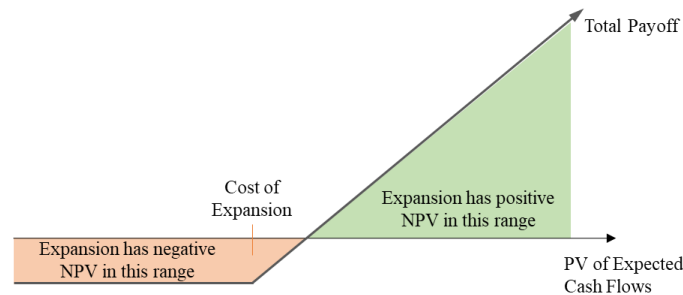 Total Payoff
Cost of
Expansion
Expansion has positive
NPV in this range
Expansion has negative
NPV in this range
PV of Expected
Cash Flows